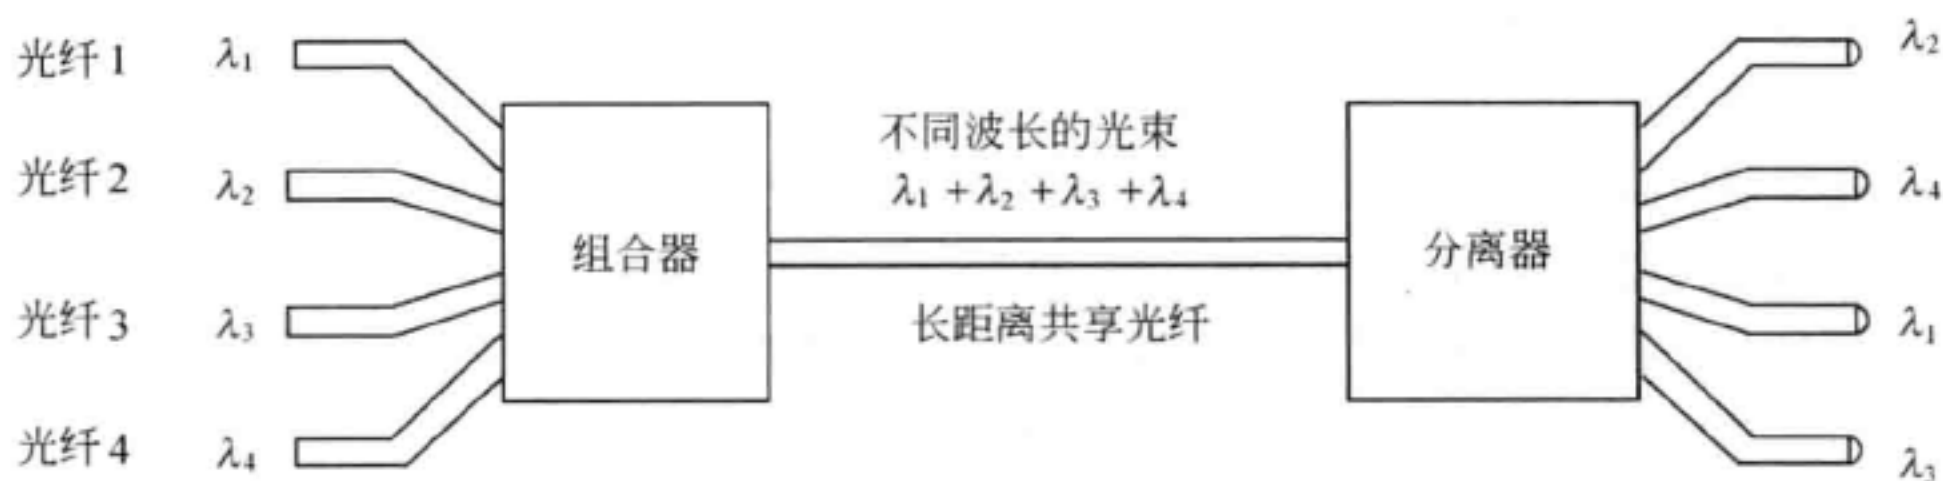 光纤1 λ₁
光纤2 λ₂
光纤3 λ₃
光纤4 λ₄
组合器
不同波长的光束
λ₁ +λ₂ +λ₃ +λ₄
长距离共享光纤
分离器
λ₂
λ₄
λ₁
λ₃